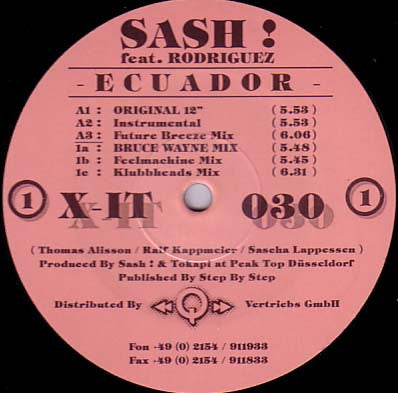 SASH !
feat. RODRIGUEZ
- ECUADOR -
A1 : ORIGINAL 12" ( 5.53 )
A2 : Instrumental ( 5.53 )
A3 : Future Breeze Mix ( 6.06 )
1a : BRUCE WAYNE MIX ( 5.48 )
1b : Feelmachine Mix ( 5.45 )
1c : Klubbheads Mix ( 6.31 )
1 X-IT 030 1
( Thomas Alisson / Ralf Kappmeier / Sascha Lappessen )
Produced By Sash ! & Tokapi at Peak Top Düsseldorf
Published By Step By Step
Distributed By Vertriebs GmbH
Fon +49 (0) 2154 / 911933
Fax +49 (0) 2154 / 911833